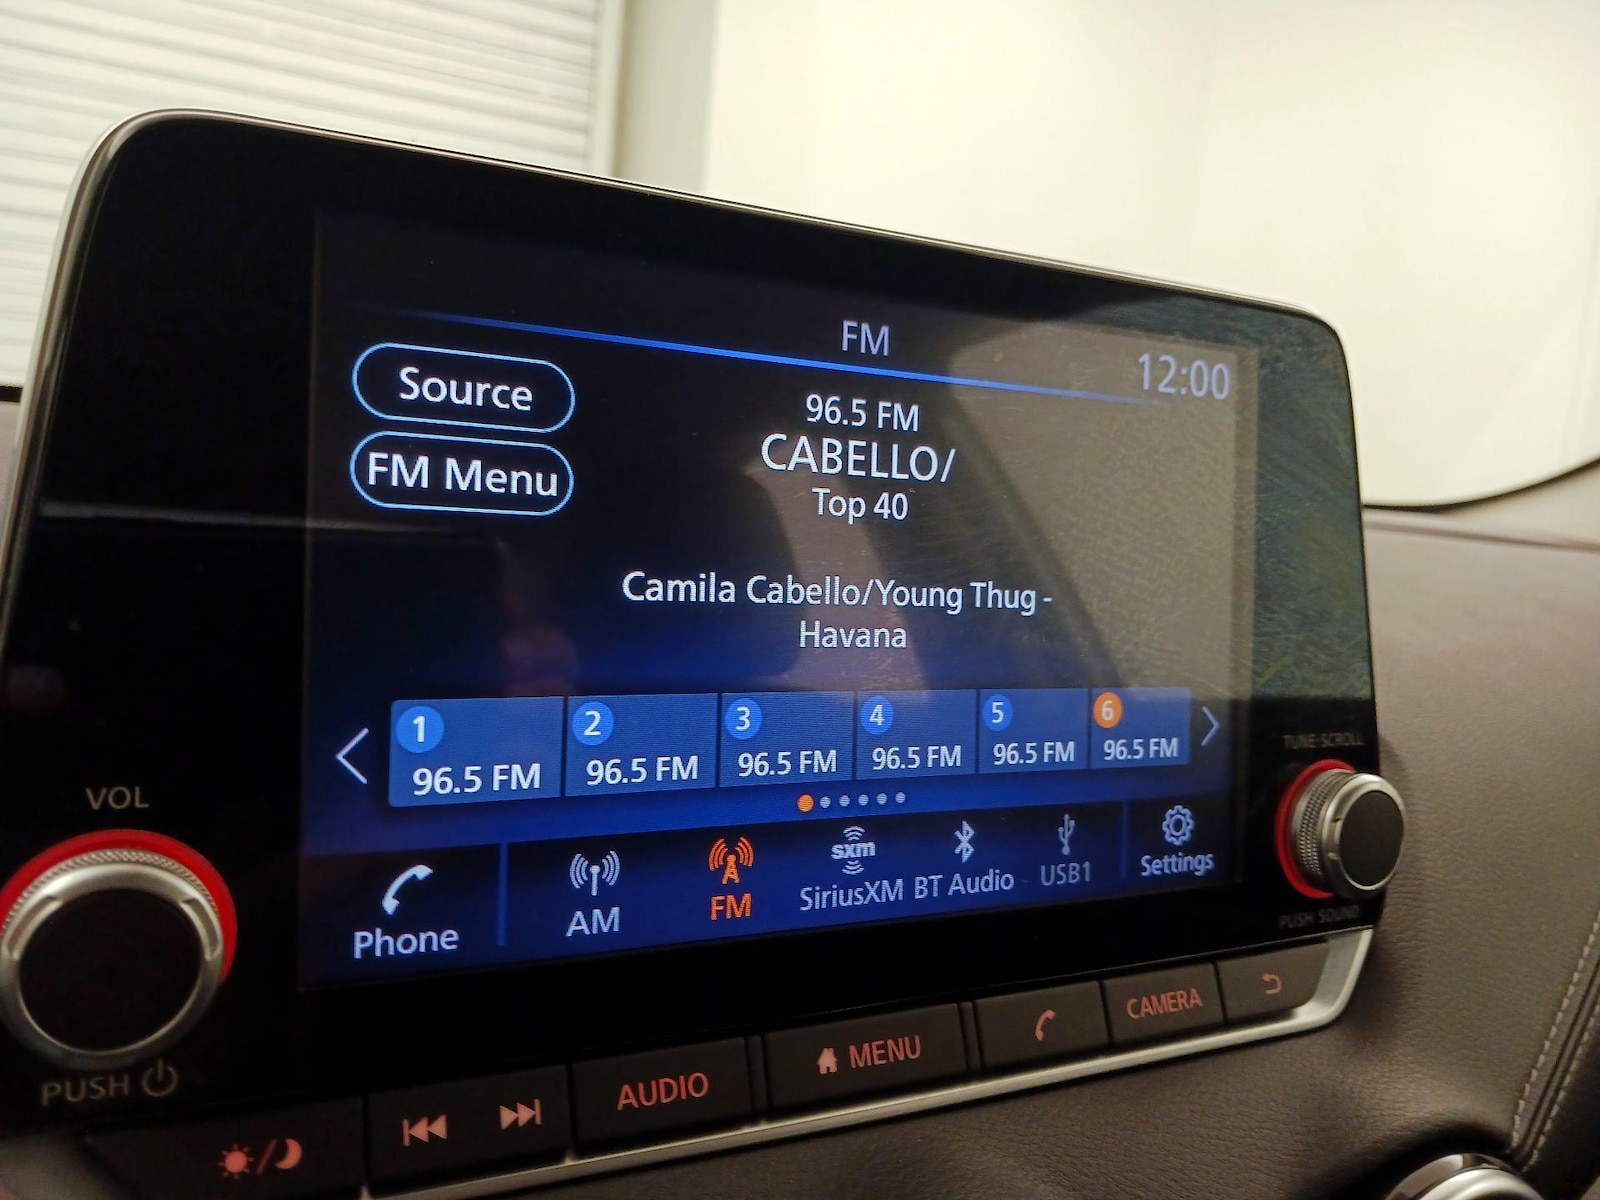 FM
12:00
Source
FM Menu
96.5 FM
CABELLO/
Top 40
Camila Cabello/Young Thug -
Havana
1
96.5 FM
2
96.5 FM
3
96.5 FM
4
96.5 FM
5
96.5 FM
6
96.5 FM
Phone
AM
FM
sxm
SiriusXM
BT Audio
USB1
Settings
VOL
PUSH
TUNE·SCROLL
PUSH SOUND
AUDIO
MENU
CAMERA